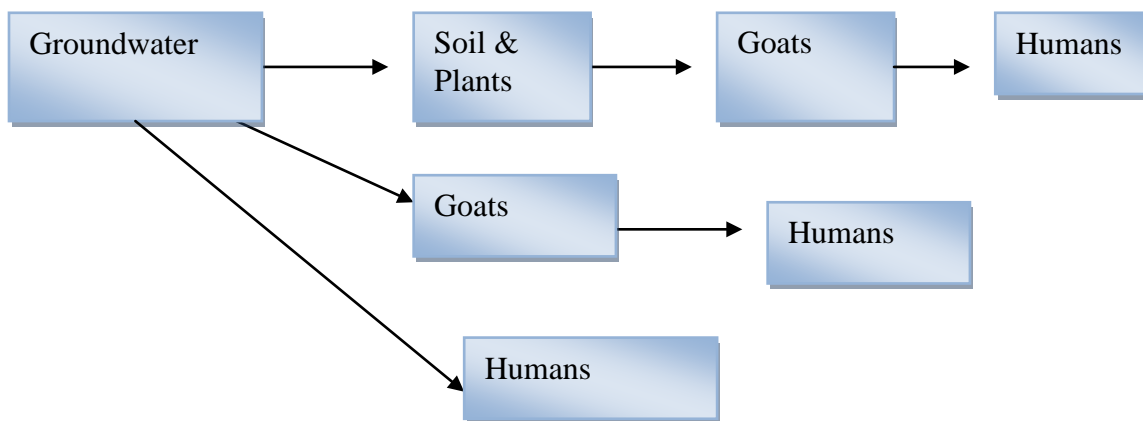 Groundwater
Soil &
Plants
Goats
Humans
Goats
Humans
Humans